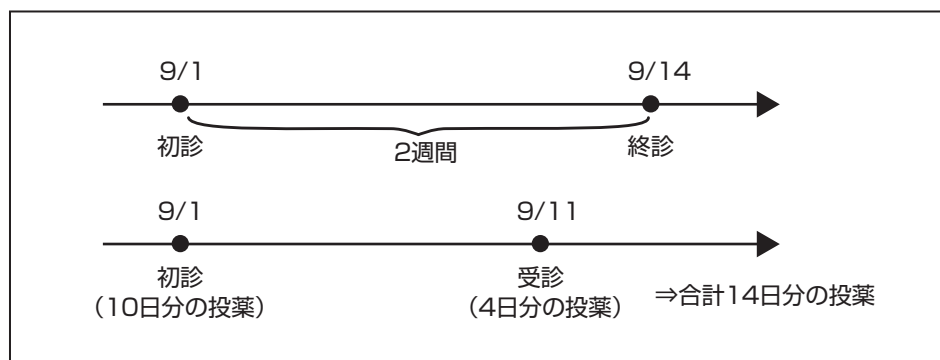 9/1 9/14
初診 2週間 終診
9/1 9/11
初診 受診
(10日分の投薬) (4日分の投薬) ⇒合計14日分の投薬